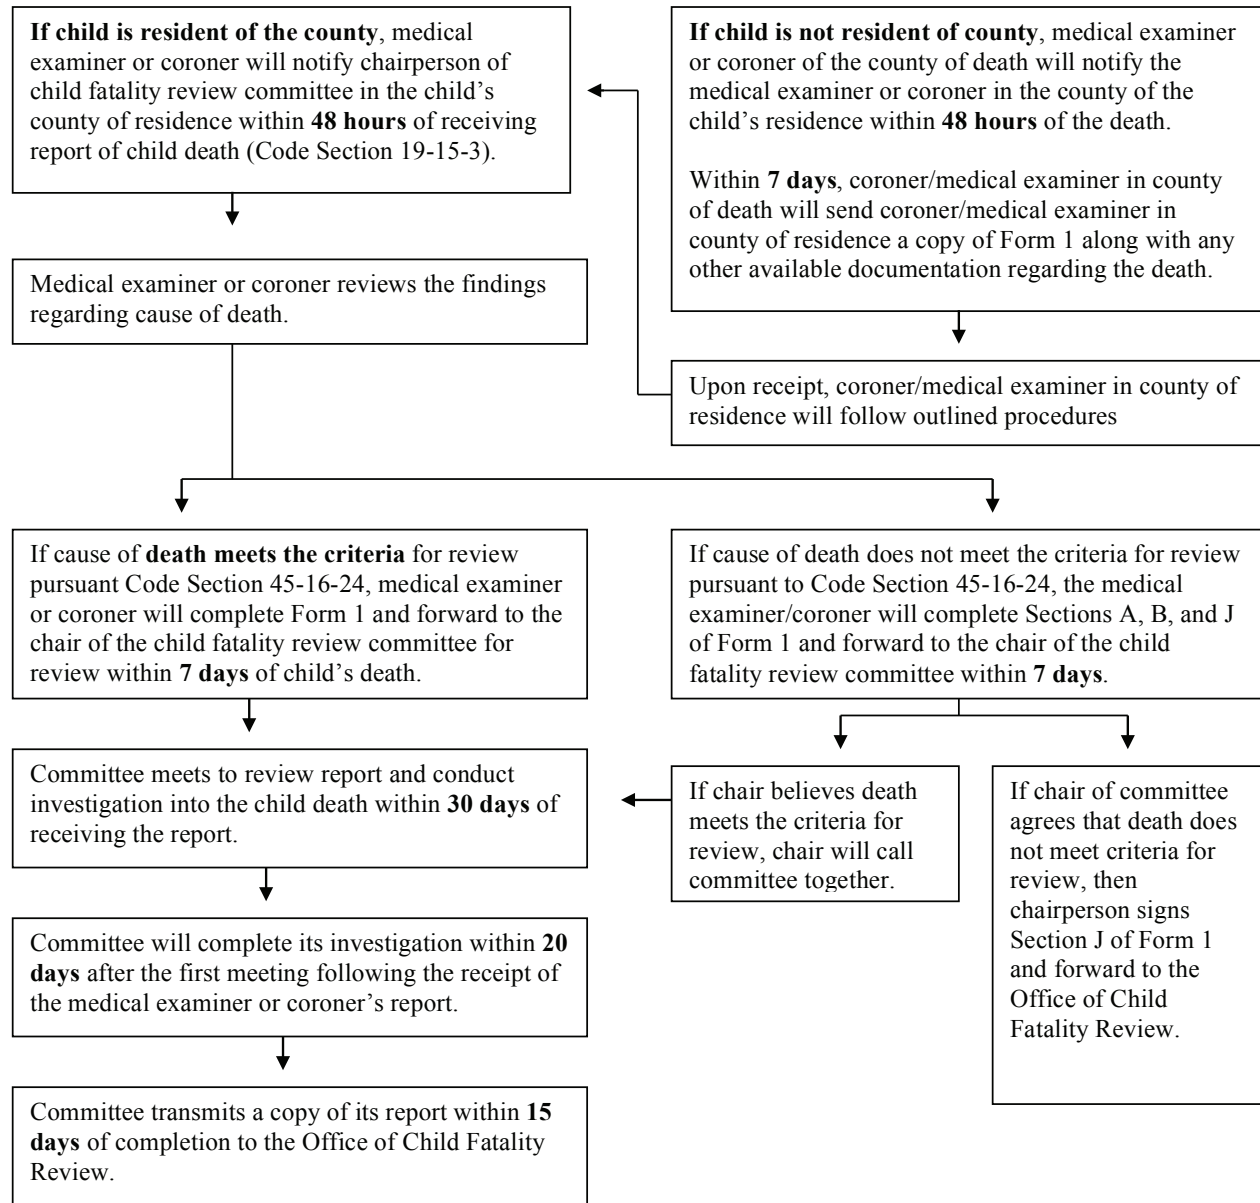 If child is resident of the county, medical
examiner or coroner will notify chairperson of
child fatality review committee in the child’s
county of residence within 48 hours of receiving
report of child death (Code Section 19-15-3).
If child is not resident of county, medical examiner
or coroner of the county of death will notify the
medical examiner or coroner in the county of the
child’s residence within 48 hours of the death.
Within 7 days, coroner/medical examiner in county
of death will send coroner/medical examiner in
county of residence a copy of Form 1 along with any
other available documentation regarding the death.
Medical examiner or coroner reviews the findings
regarding cause of death.
Upon receipt, coroner/medical examiner in county of
residence will follow outlined procedures
If cause of death meets the criteria for review
pursuant Code Section 45-16-24, medical examiner
or coroner will complete Form 1 and forward to the
chair of the child fatality review committee for
review within 7 days of child’s death.
If cause of death does not meet the criteria for review
pursuant to Code Section 45-16-24, the medical
examiner/coroner will complete Sections A, B, and J
of Form 1 and forward to the chair of the child
fatality review committee within 7 days.
Committee meets to review report and conduct
investigation into the child death within 30 days of
receiving the report.
If chair believes death
meets the criteria for
review, chair will call
committee together.
If chair of committee
agrees that death does
not meet criteria for
review, then
chairperson signs
Section J of Form 1
and forward to the
Office of Child
Fatality Review.
Committee will complete its investigation within 20
days after the first meeting following the receipt of
the medical examiner or coroner’s report.
Committee transmits a copy of its report within 15
days of completion to the Office of Child Fatality
Review.